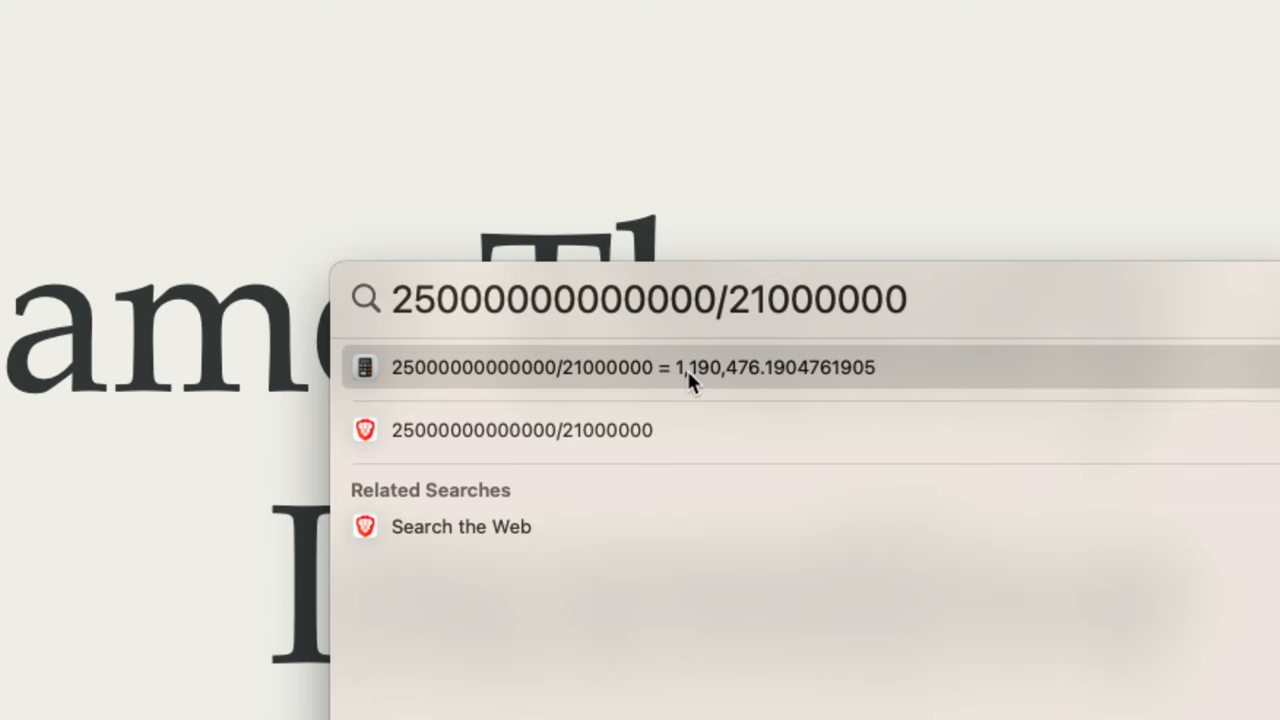 25000000000000/21000000
25000000000000/21000000 = 1,190,476.1904761905
25000000000000/21000000
Related Searches
Search the Web